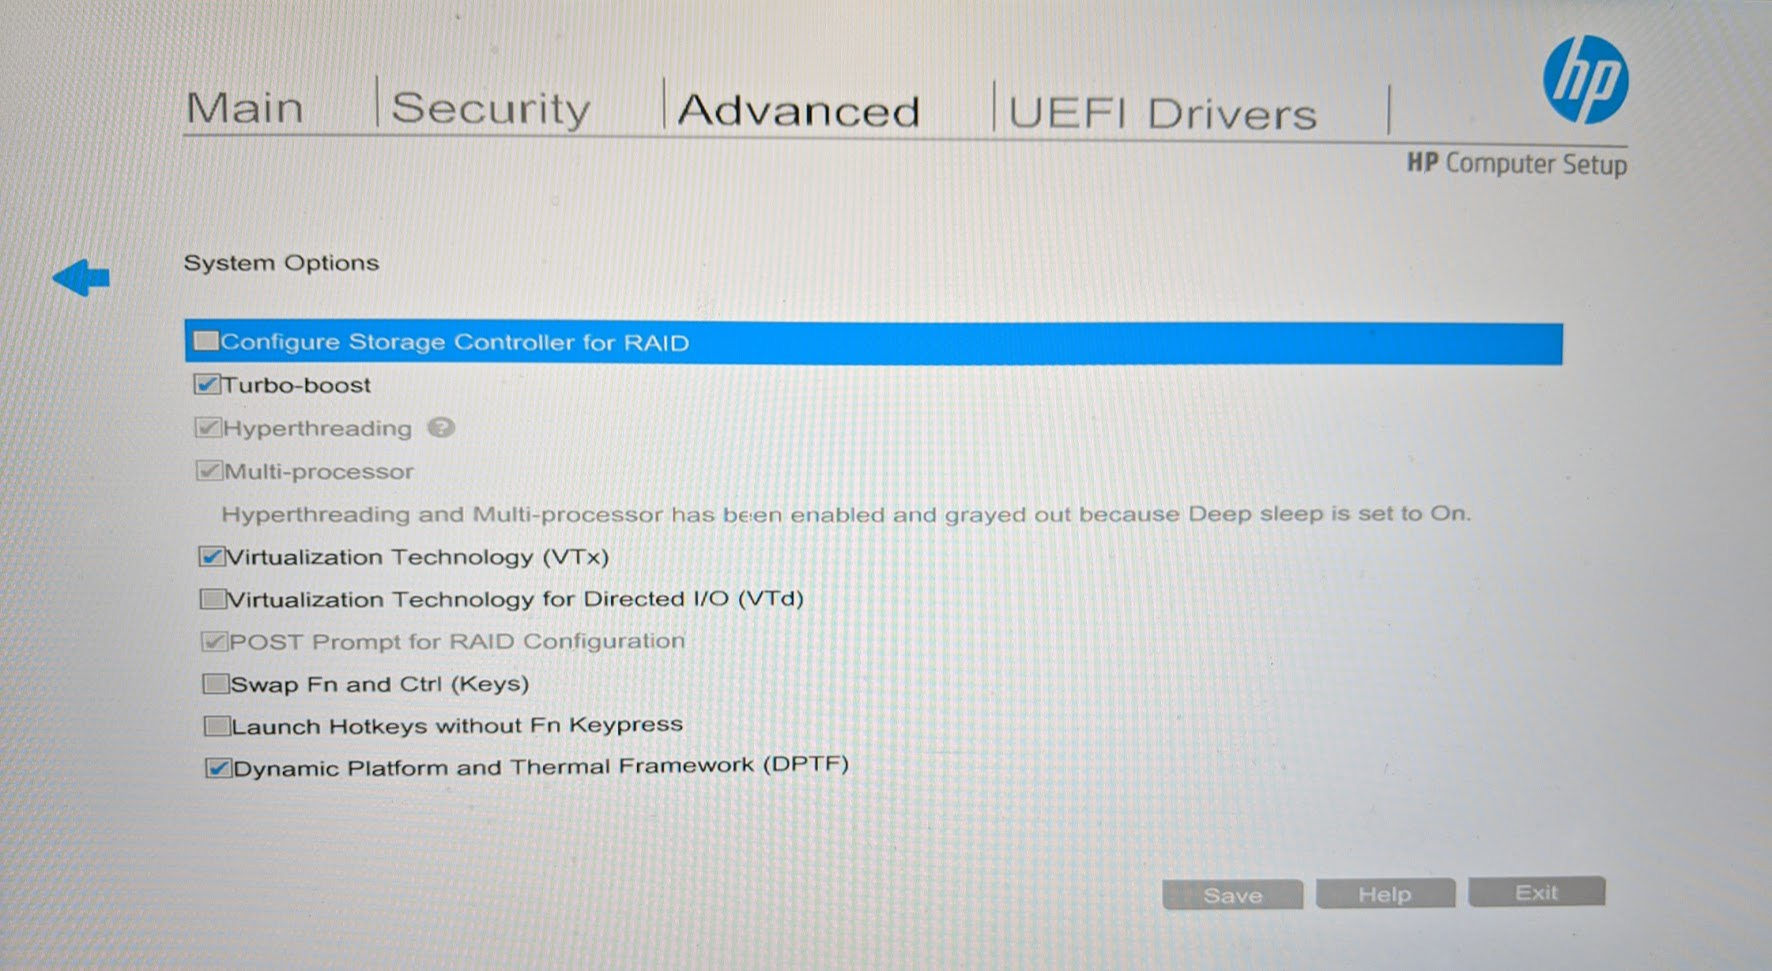 Main Security Advanced UEFI Drivers
hp
HP Computer Setup
System Options
Configure Storage Controller for RAID
Turbo-boost
Hyperthreading ?
Multi-processor
Hyperthreading and Multi-processor has been enabled and grayed out because Deep sleep is set to On.
Virtualization Technology (VTx)
Virtualization Technology for Directed I/O (VTd)
POST Prompt for RAID Configuration
Swap Fn and Ctrl (Keys)
Launch Hotkeys without Fn Keypress
Dynamic Platform and Thermal Framework (DPTF)
Save Help Exit